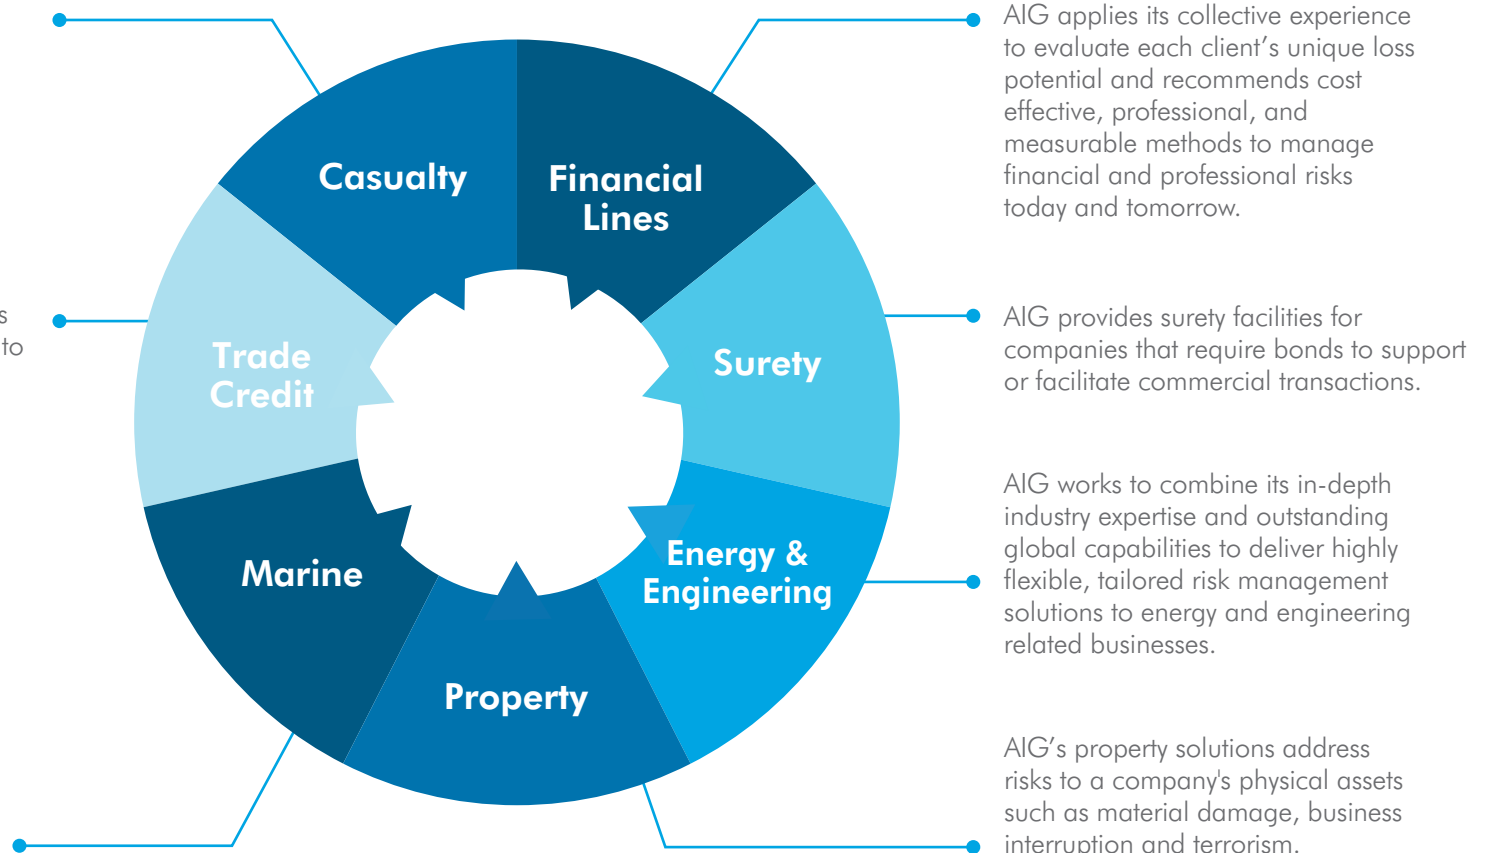 AIG applies its collective experience
to evaluate each client’s unique loss
potential and recommends cost
effective, professional, and
measurable methods to manage
financial and professional risks
today and tomorrow.
Casualty
Financial
Lines
s
to
Trade
Credit
Surety
AIG provides surety facilities for
companies that require bonds to support
or facilitate commercial transactions.
AIG works to combine its in-depth
industry expertise and outstanding
global capabilities to deliver highly
flexible, tailored risk management
solutions to energy and engineering
related businesses.
Energy &
Engineering
Marine
Property
AIG’s property solutions address
risks to a company's physical assets
such as material damage, business
interruption and terrorism.